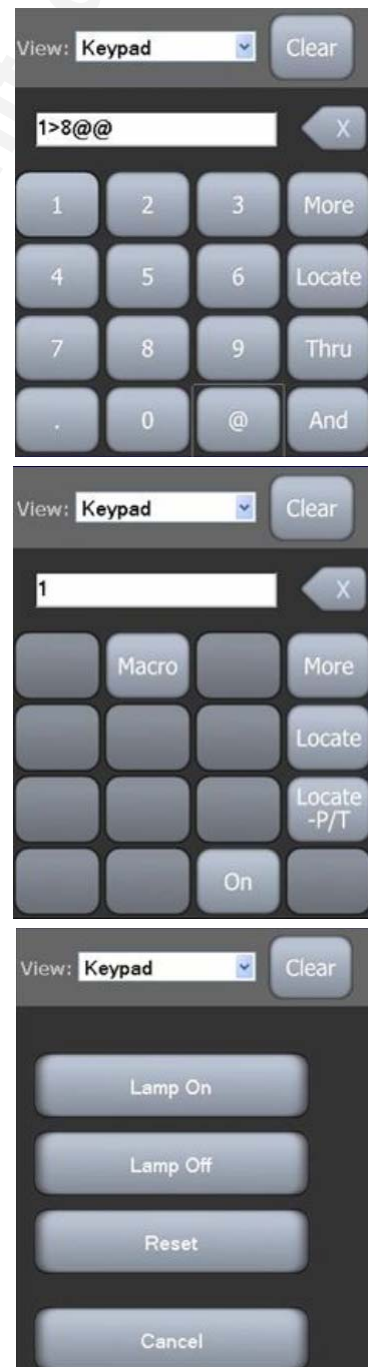 View: Keypad Clear
1>8@@ X
1 2 3 More
4 5 6 Locate
7 8 9 Thru
. 0 @ And
View: Keypad Clear
1 X
Macro More
Locate
Locate
-P/T
On
View: Keypad Clear
Lamp On
Lamp Off
Reset
Cancel